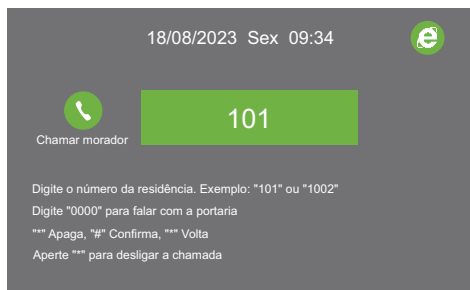 18/08/2023 Sex 09:34
101
Chamar morador
Digite o número da residência. Exemplo: "101" ou "1002"
Digite "0000" para falar com a portaria
"*" Apaga, "#" Confirma, "*" Volta
Aperte "*" para desligar a chamada